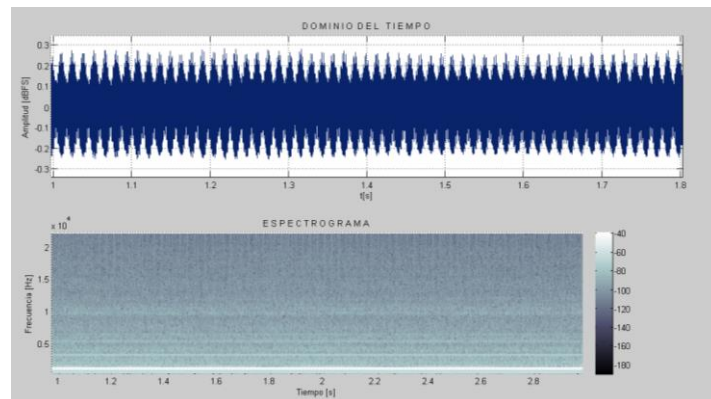 DOMINIO DEL TIEMPO
Amplitud [dBFS]
0.3
0.2
0.1
0
-0.1
-0.2
-0.3
1 1.1 1.2 1.3 1.4 1.5 1.6 1.7 1.8
t[s]
ESPECTROGRAMA
x 10^4
Frecuencia [Hz]
2
1.5
1
0.5
1 1.2 1.4 1.6 1.8 2 2.2 2.4 2.6 2.8
Tiempo [s]
-40
-60
-80
-100
-120
-140
-160
-180